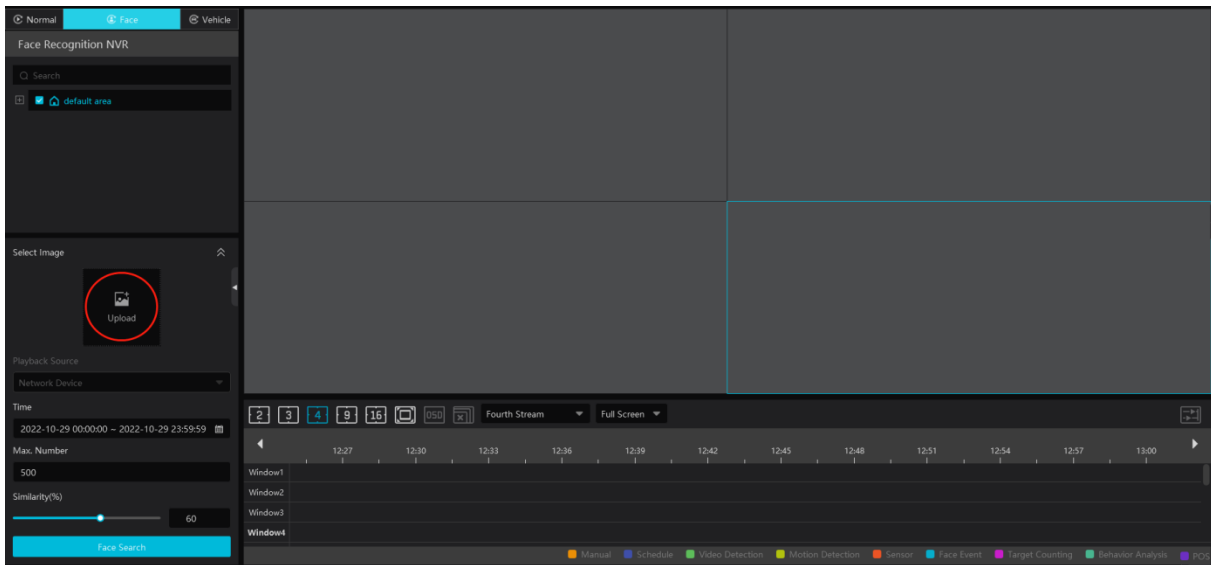 Normal Face Vehicle
Face Recognition NVR
Search
default area
Select Image
Upload
Playback Source
Network Device
Time
2022-10-29 00:00:00 ~ 2022-10-29 23:59:59
Max. Number
500
Similarity(%)
60
Face Search
2 3 4 9 16 OSD Fourth Stream Full Screen
12:27 12:30 12:33 12:36 12:39 12:42 12:45 12:48 12:51 12:54 12:57 13:00
Window1
Window2
Window3
Window4
Manual Schedule Video Detection Motion Detection Sensor Face Event Target Counting Behavior Analysis POS